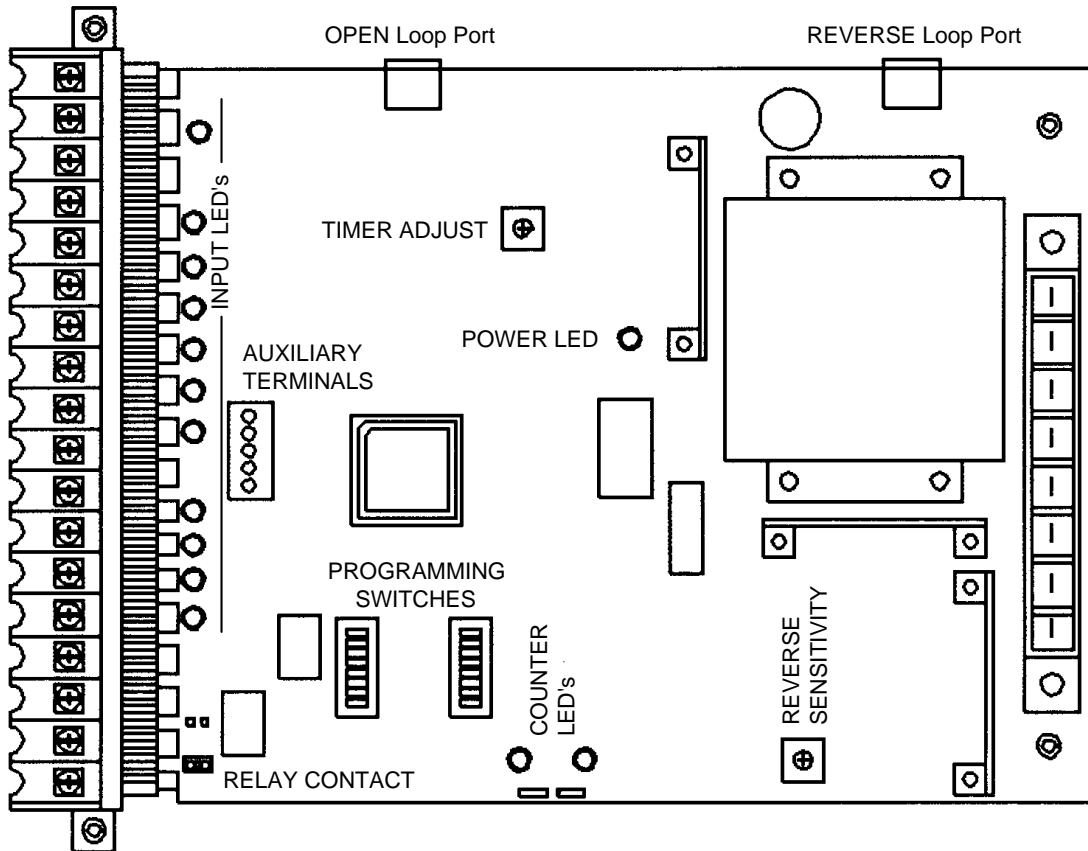 OPEN Loop Port
REVERSE Loop Port
INPUT LED's
TIMER ADJUST
POWER LED
AUXILIARY
TERMINALS
PROGRAMMING
SWITCHES
COUNTER
LED's
REVERSE
SENSITIVITY
RELAY CONTACT